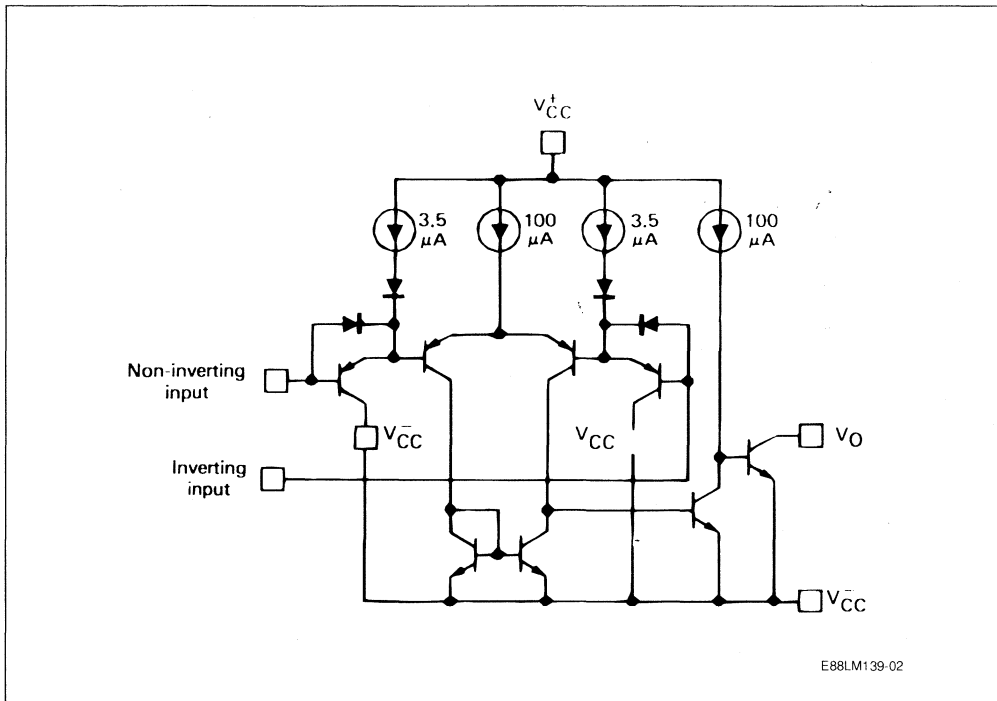 V⁺CC
3.5 μA
100 μA
3.5 μA
100 μA
Non-inverting
input
V⁻CC
VCC
VO
Inverting
input
V⁻CC
E88LM139-02